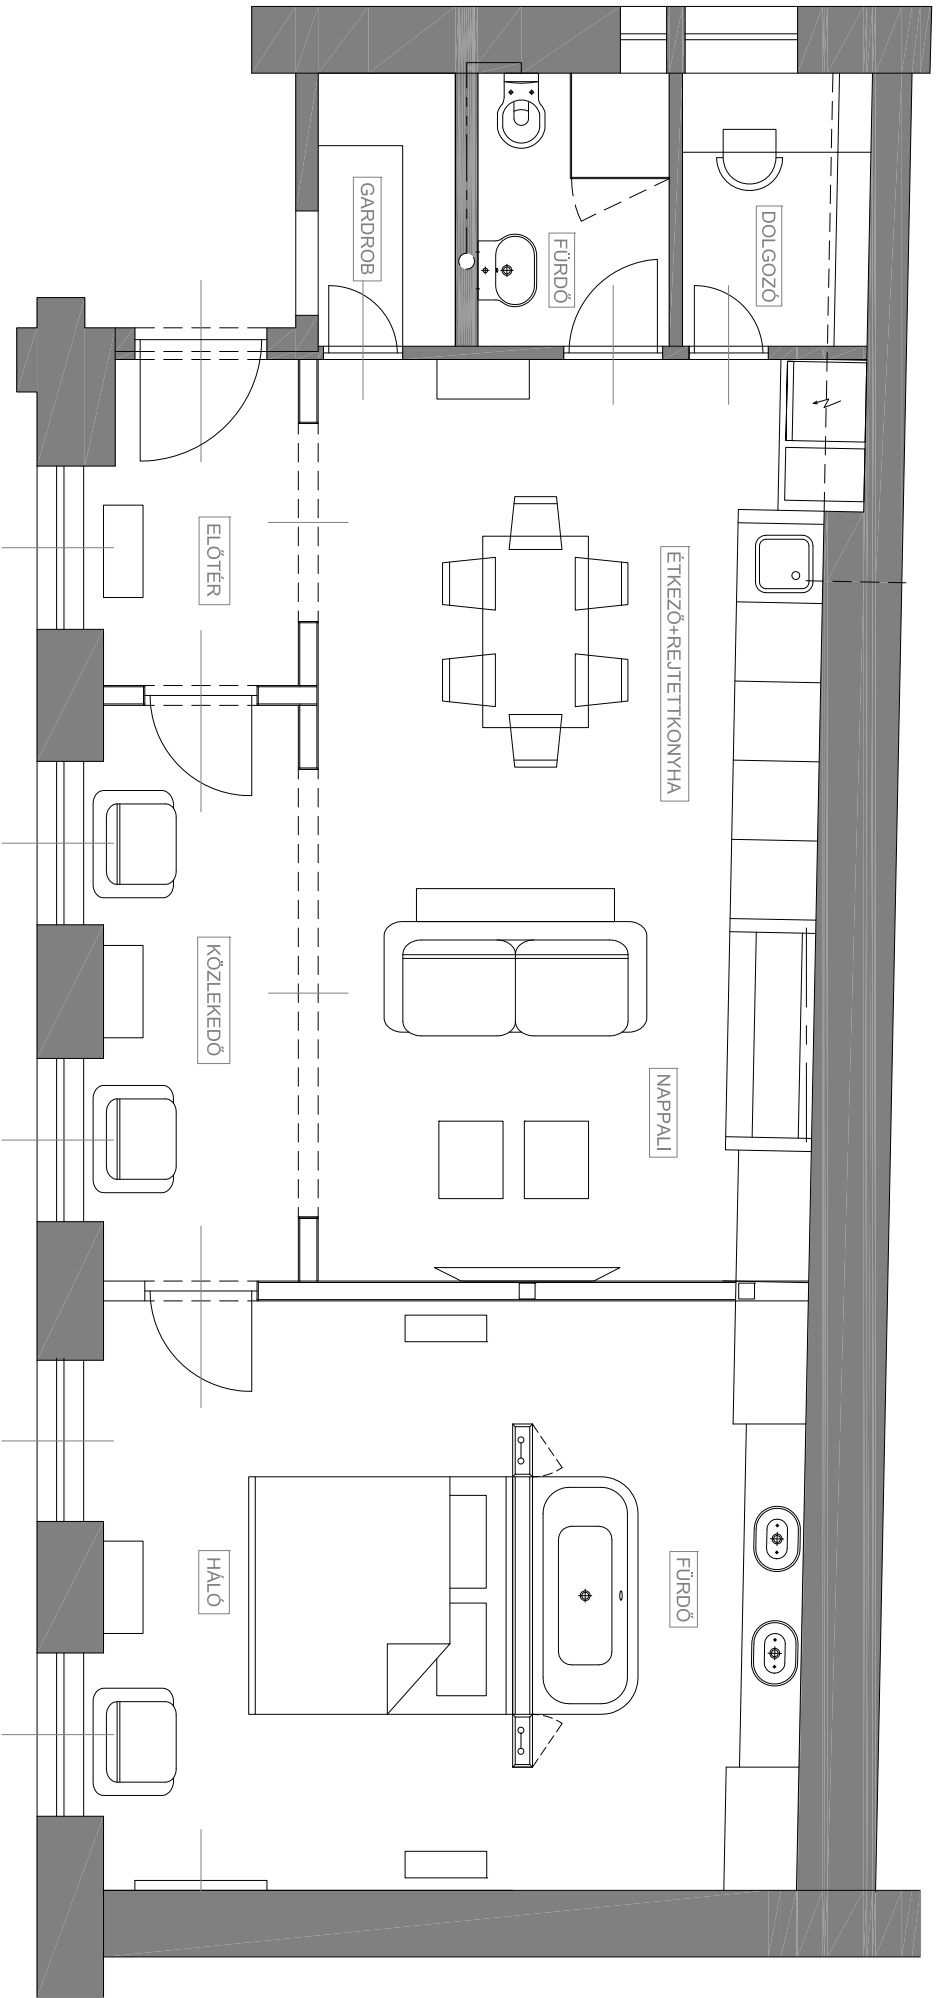 GARDROB
FÜRDŐ
DOLGOZÓ
ELŐTÉR
ÉTKEZŐ+REJTETTKONYHA
KÖZLEKEDŐ
NAPPALI
HÁLÓ
FÜRDŐ